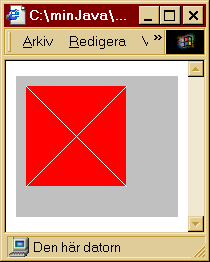 C:\minJava\...
Arkiv Redigera \ »
Den här datorn